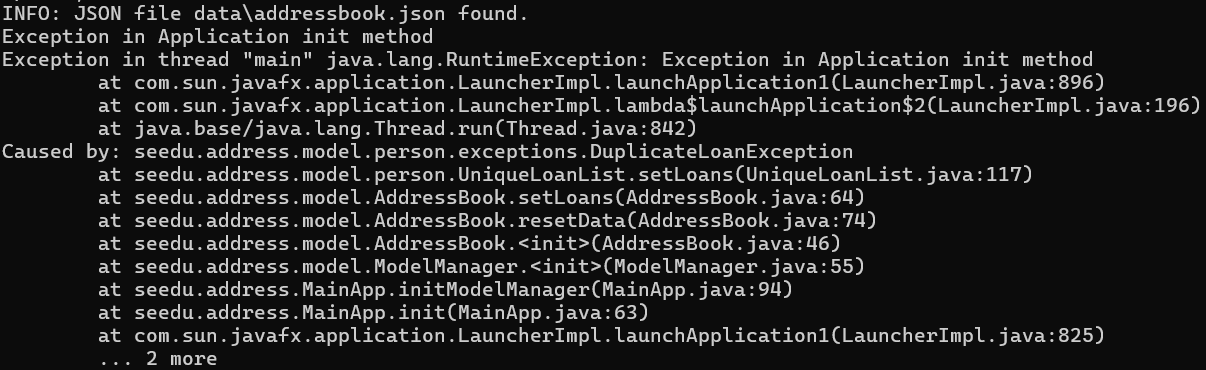 INFO: JSON file data\addressbook.json found.
Exception in Application init method
Exception in thread "main" java.lang.RuntimeException: Exception in Application init method
        at com.sun.javafx.application.LauncherImpl.launchApplication1(LauncherImpl.java:896)
        at com.sun.javafx.application.LauncherImpl.lambda$launchApplication$2(LauncherImpl.java:196)
        at java.base/java.lang.Thread.run(Thread.java:842)
Caused by: seedu.address.model.person.exceptions.DuplicateLoanException
        at seedu.address.model.person.UniqueLoanList.setLoans(UniqueLoanList.java:117)
        at seedu.address.model.AddressBook.setLoans(AddressBook.java:64)
        at seedu.address.model.AddressBook.resetData(AddressBook.java:74)
        at seedu.address.model.AddressBook.<init>(AddressBook.java:46)
        at seedu.address.model.ModelManager.<init>(ModelManager.java:55)
        at seedu.address.MainApp.initModelManager(MainApp.java:94)
        at seedu.address.MainApp.init(MainApp.java:63)
        at com.sun.javafx.application.LauncherImpl.launchApplication1(LauncherImpl.java:825)
        ... 2 more